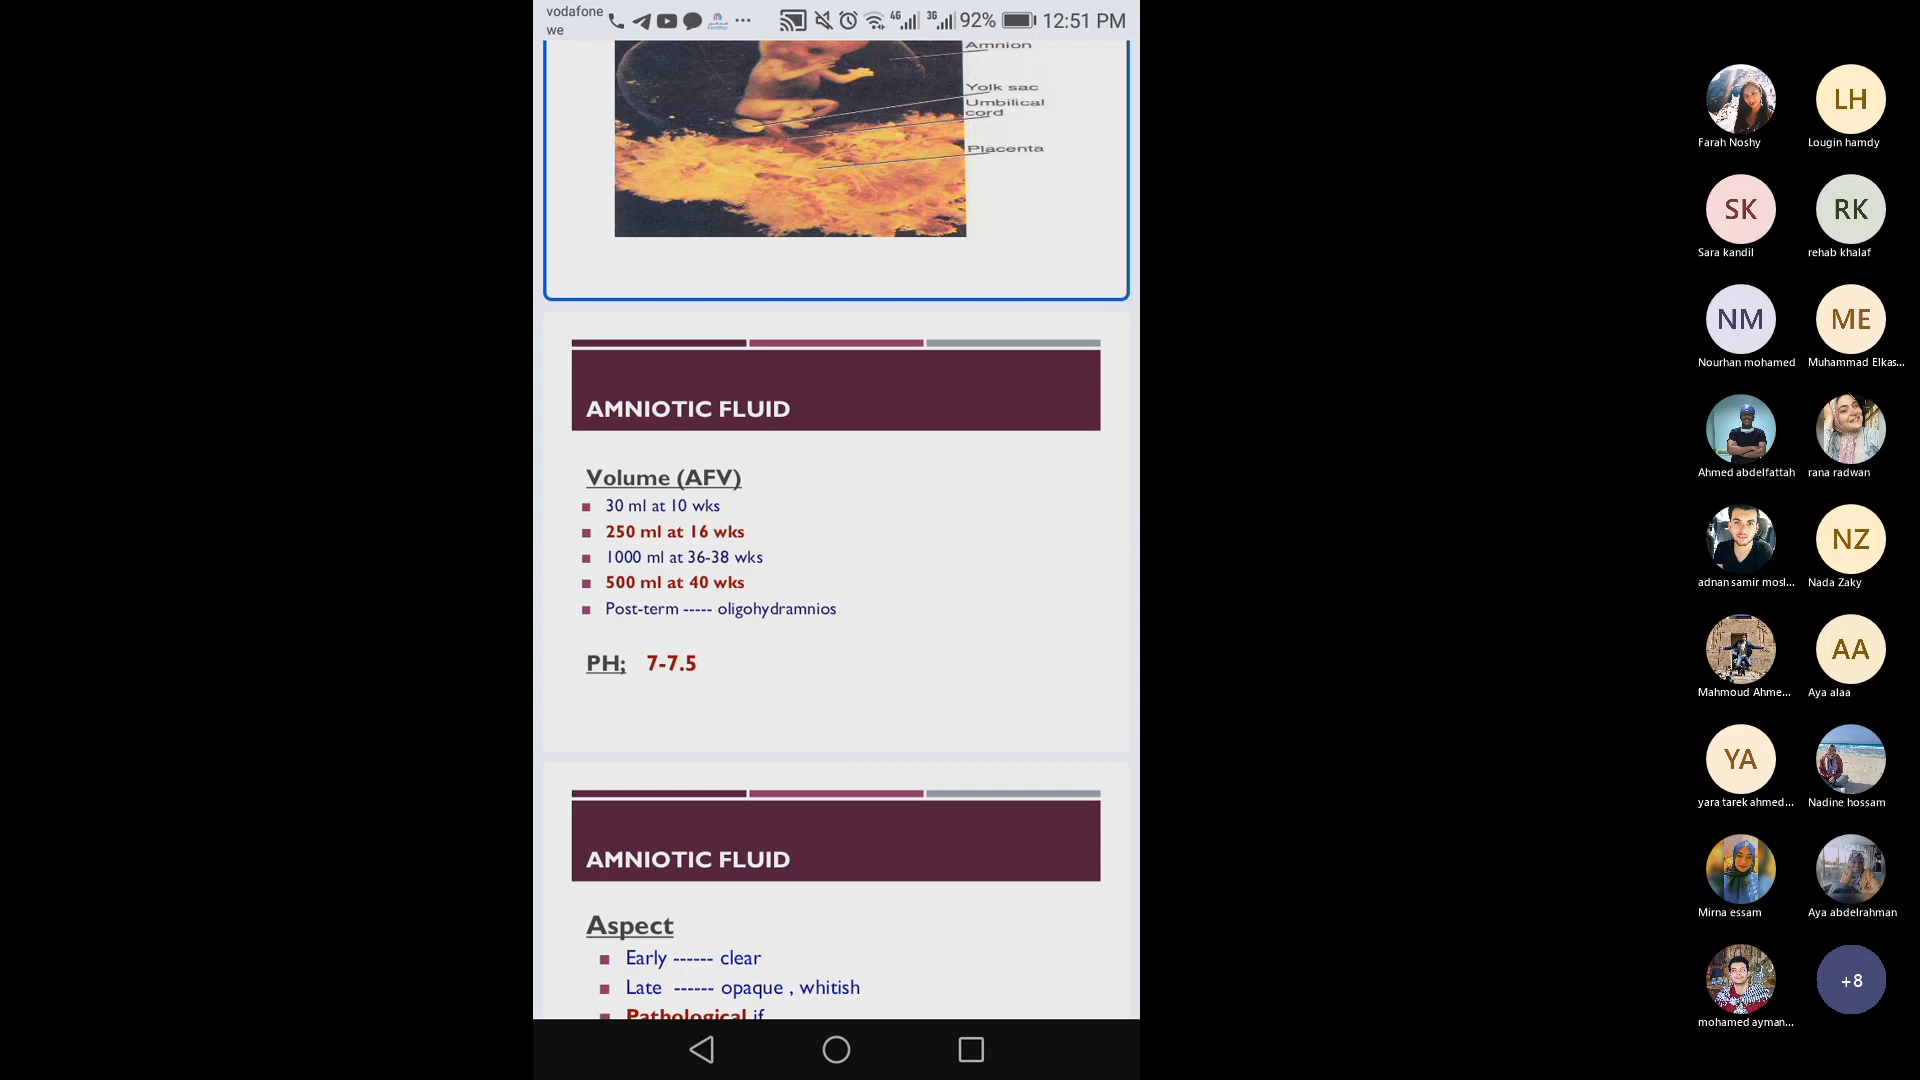 vodafone
we
4G
3G
92%
12:51 PM
Amnion
Yolk sac
Umbilical
cord
Placenta
AMNIOTIC FLUID
Volume (AFV)
30 ml at 10 wks
250 ml at 16 wks
1000 ml at 36-38 wks
500 ml at 40 wks
Post-term ----- oligohydramnios
PH; 7-7.5
AMNIOTIC FLUID
Aspect
Early ------ clear
Late ------ opaque , whitish
Pathological if
LH
Farah Noshy
Lougin hamdy
SK
RK
Sara kandil
rehab khalaf
NM
ME
Nourhan mohamed
Muhammad Elkas...
Ahmed abdelfattah
rana radwan
NZ
adnan samir mosl...
Nada Zaky
AA
Mahmoud Ahme...
Aya alaa
YA
yara tarek ahmed...
Nadine hossam
Mirna essam
Aya abdelrahman
+8
mohamed ayman...